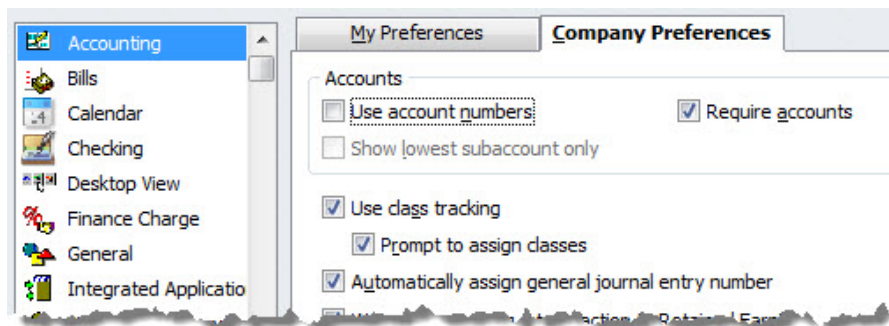 Accounting
Bills
Calendar
Checking
Desktop View
Finance Charge
General
Integrated Applicatio
My Preferences
Company Preferences
Accounts
Use account numbers
Require accounts
Show lowest subaccount only
Use class tracking
Prompt to assign classes
Automatically assign general journal entry number